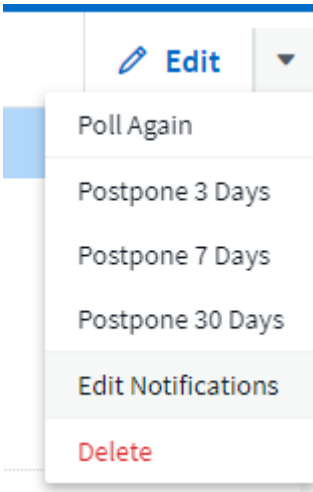 Edit
Poll Again
Postpone 3 Days
Postpone 7 Days
Postpone 30 Days
Edit Notifications
Delete